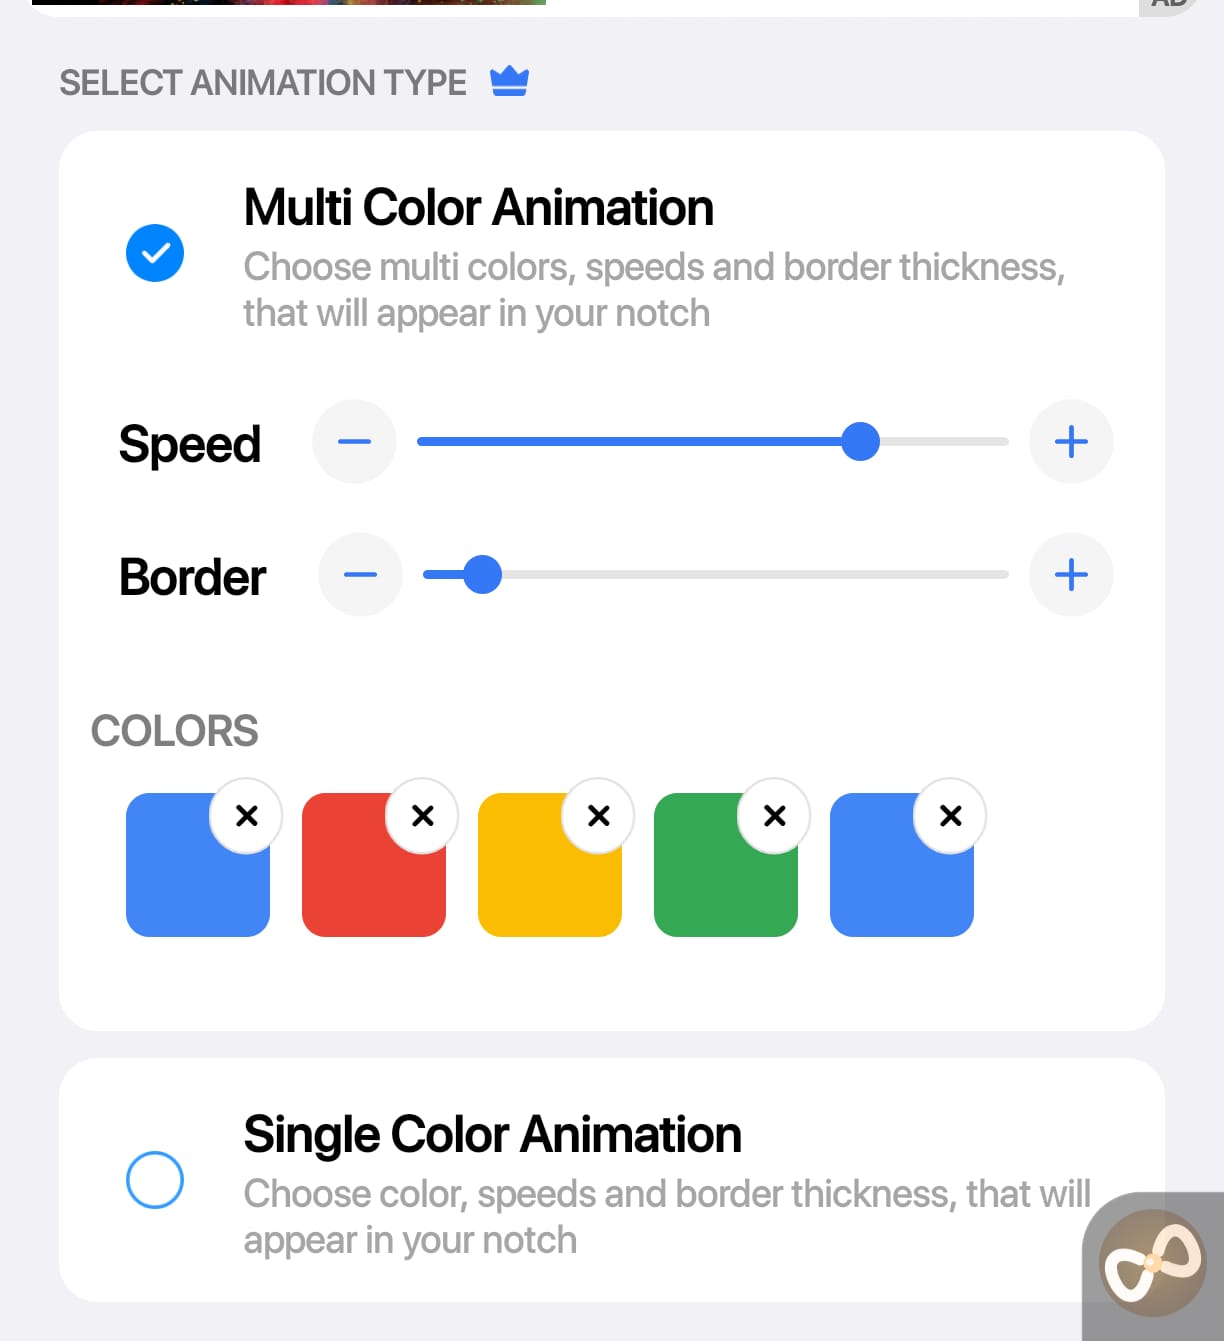 AD
SELECT ANIMATION TYPE
Multi Color Animation
Choose multi colors, speeds and border thickness,
that will appear in your notch
Speed
Border
COLORS
Single Color Animation
Choose color, speeds and border thickness, that will
appear in your notch